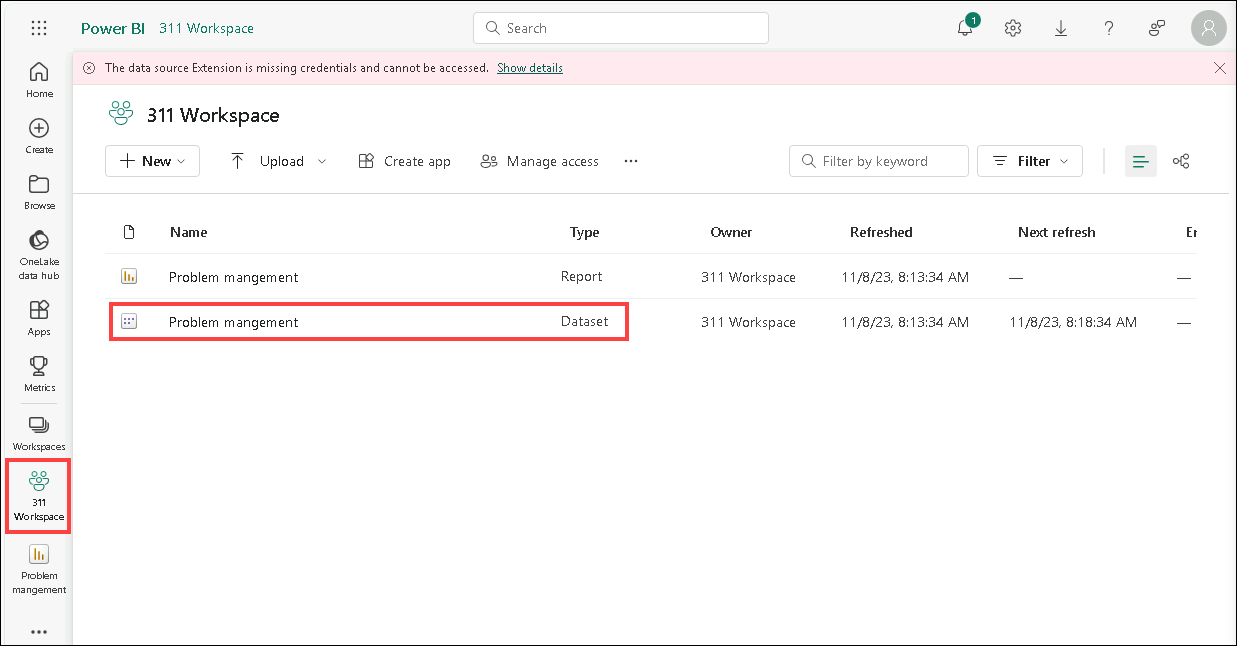 Power BI 311 Workspace Search 1
The data source Extension is missing credentials and cannot be accessed. Show details
Home
Create
Browse
OneLake
data hub
Apps
Metrics
Workspaces
311
Workspace
Problem
mangement
311 Workspace
New Upload Create app Manage access Filter by keyword Filter
Name Type Owner Refreshed Next refresh Er
Problem mangement Report 311 Workspace 11/8/23, 8:13:34 AM — —
Problem mangement Dataset 311 Workspace 11/8/23, 8:13:34 AM 11/8/23, 8:18:34 AM —